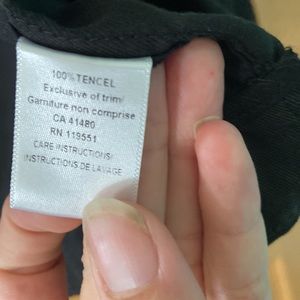 100% TENCEL
Exclusive of trim/
Garniture non comprise
CA 41480
RN 119551
CARE INSTRUCTIONS/
INSTRUCTIONS DE LAVAGE